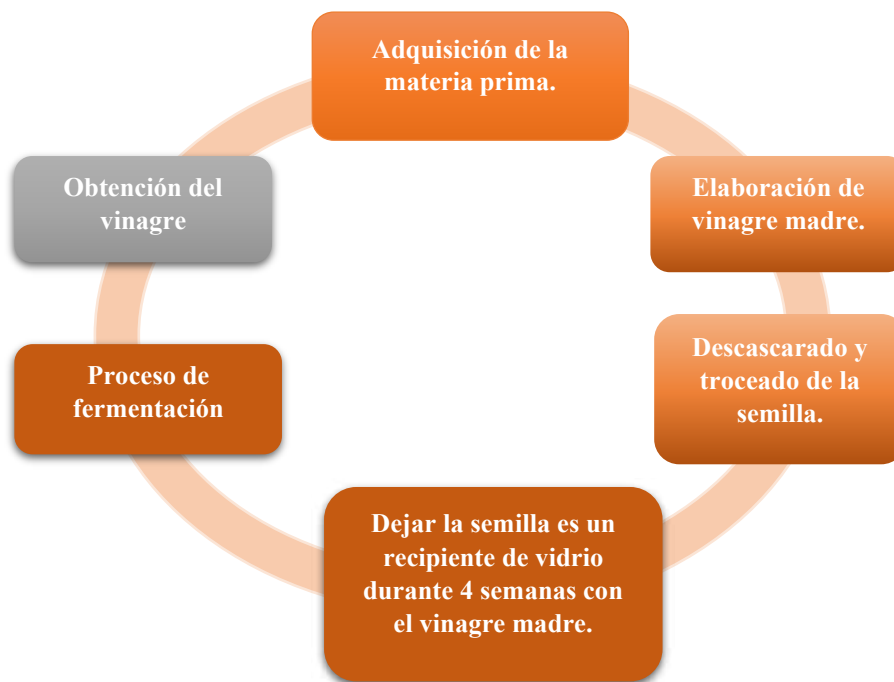 Adquisición de la
materia prima.
Elaboración de
vinagre madre.
Descascarado y
troceado de la
semilla.
Dejar la semilla es un
recipiente de vidrio
durante 4 semanas con
el vinagre madre.
Proceso de
fermentación
Obtención del
vinagre